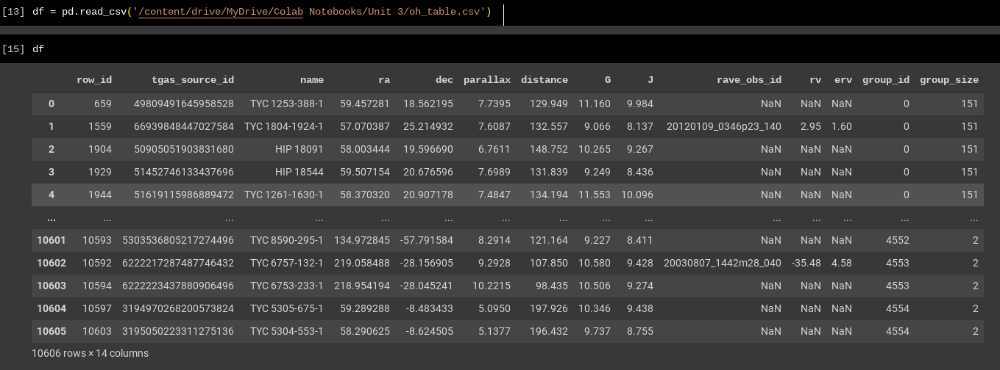 [13] df = pd.read_csv('/content/drive/MyDrive/Colab Notebooks/Unit 3/oh_table.csv')
[15] df
row_id tgas_source_id name ra dec parallax distance G J rave_obs_id rv erv group_id group_size
0 659 49809491645958528 TYC 1253-388-1 59.457281 18.562195 7.7395 129.949 11.160 9.984 NaN NaN NaN 0 151
1 1559 66939848447027584 TYC 1804-1924-1 57.070387 25.214932 7.6087 132.557 9.066 8.137 20120109_0346p23_140 2.95 1.60 0 151
2 1904 50905051903831680 HIP 18091 58.003444 19.596690 6.7611 148.752 10.265 9.267 NaN NaN NaN 0 151
3 1929 51452746133437696 HIP 18544 59.507154 20.676596 7.6989 131.839 9.249 8.436 NaN NaN NaN 0 151
4 1944 51619115986889472 TYC 1261-1630-1 58.370320 20.907178 7.4847 134.194 11.553 10.096 NaN NaN NaN 0 151
... ... ... ... ... ... ... ... ... ... ... ... ... ... ...
10601 10593 5303536805217274496 TYC 8590-295-1 134.972845 -57.791584 8.2914 121.164 9.227 8.411 NaN NaN NaN 4552 2
10602 10592 6222217287487746432 TYC 6757-132-1 219.058488 -28.156905 9.2928 107.850 10.580 9.428 20030807_1442m28_040 -35.48 4.58 4553 2
10603 10594 6222223437880906496 TYC 6753-233-1 218.954194 -28.045241 10.2215 98.435 10.506 9.274 NaN NaN NaN 4553 2
10604 10597 3194970268200573824 TYC 5305-675-1 59.289288 -8.483433 5.0950 197.926 10.346 9.438 NaN NaN NaN 4554 2
10605 10603 3195050223311275136 TYC 5304-553-1 58.290625 -8.624505 5.1377 196.432 9.737 8.755 NaN NaN NaN 4554 2
10606 rows × 14 columns